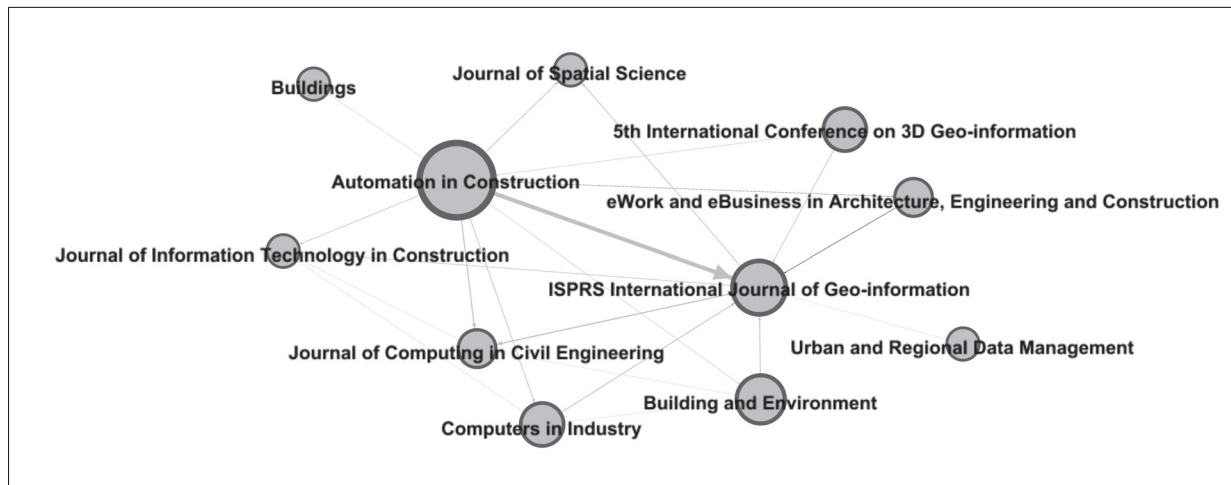 Journal of Spatial Science
Buildings
5th International Conference on 3D Geo-information
Automation in Construction
eWork and eBusiness in Architecture, Engineering and Construction
Journal of Information Technology in Construction
ISPRS International Journal of Geo-information
Urban and Regional Data Management
Journal of Computing in Civil Engineering
Building and Environment
Computers in Industry